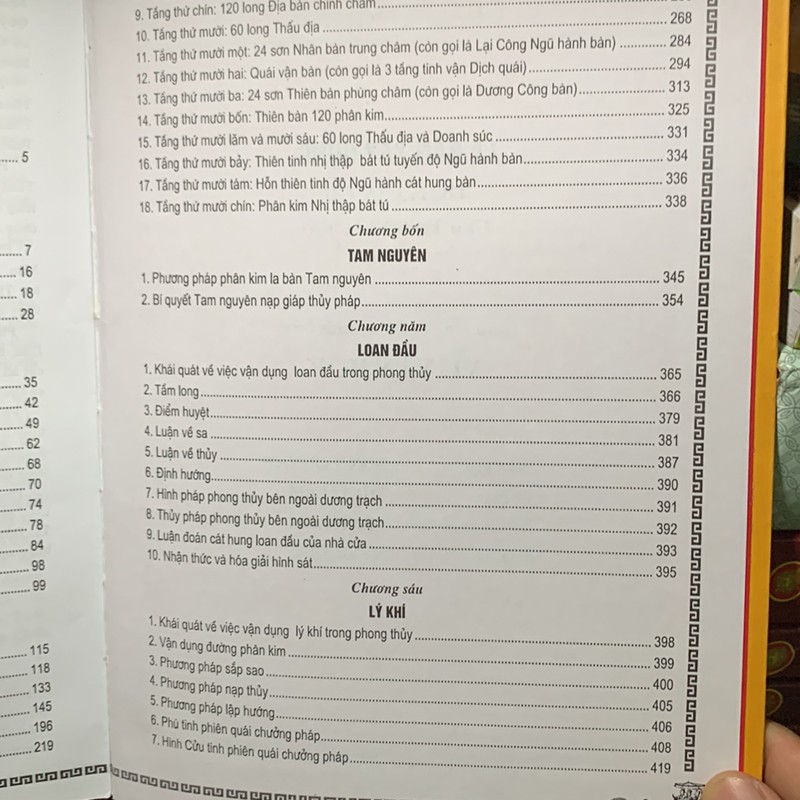 ..... 5
........ 7
..... 16
..... 18
..... 28
........ 35
........ 42
........ 49
........ 62
........ 68
........ 70
........ 74
........ 78
........ 84
........ 98
........ 99
........ 115
........ 118
........ 133
........ 145
........ 196
........ 219
9. Tầng thứ chín: 120 long Địa bàn chính châm
10. Tầng thứ mười: 60 long Thấu địa ........ 268
11. Tầng thứ mười một: 24 sơn Nhân bàn trung châm (còn gọi là Lại Công Ngũ hành bàn) ........ 284
12. Tầng thứ mười hai: Quái vận bàn (còn gọi là 3 tầng tinh vận Dịch quái) ........ 294
13. Tầng thứ mười ba: 24 sơn Thiên bàn phùng châm (còn gọi là Dương Công bàn) ........ 313
14. Tầng thứ mười bốn: Thiên bàn 120 phân kim ........ 325
15. Tầng thứ mười lăm và mười sáu: 60 long Thấu địa và Doanh súc ........ 331
16. Tầng thứ mười bảy: Thiên tinh nhị thập bát tú tuyến độ Ngũ hành bàn ........ 334
17. Tầng thứ mười tám: Hỗn thiên tinh độ Ngũ hành cát hung bàn ........ 336
18. Tầng thứ mười chín: Phân kim Nhị thập bát tú ........ 338
Chương bốn
TAM NGUYÊN
1. Phương pháp phân kim la bàn Tam nguyên ........ 345
2. Bí quyết Tam nguyên nạp giáp thủy pháp ........ 354
Chương năm
LOAN ĐẦU
1. Khái quát về việc vận dụng loan đầu trong phong thủy ........ 365
2. Tầm long ........ 366
3. Điểm huyệt ........ 379
4. Luận về sa ........ 381
5. Luận về thủy ........ 387
6. Định hướng ........ 390
7. Hình pháp phong thủy bên ngoài dương trạch ........ 391
8. Thủy pháp phong thủy bên ngoài dương trạch ........ 392
9. Luận đoán cát hung loan đầu của nhà cửa ........ 393
10. Nhận thức và hóa giải hình sát ........ 395
Chương sáu
LÝ KHÍ
1. Khái quát về việc vận dụng lý khí trong phong thủy ........ 398
2. Vận dụng đường phân kim ........ 399
3. Phương pháp sắp sao ........ 400
4. Phương pháp nạp thủy ........ 405
5. Phương pháp lập hướng ........ 406
6. Phụ tinh phiên quái chưởng pháp ........ 408
7. Hình Cửu tinh phiên quái chưởng pháp ........ 419